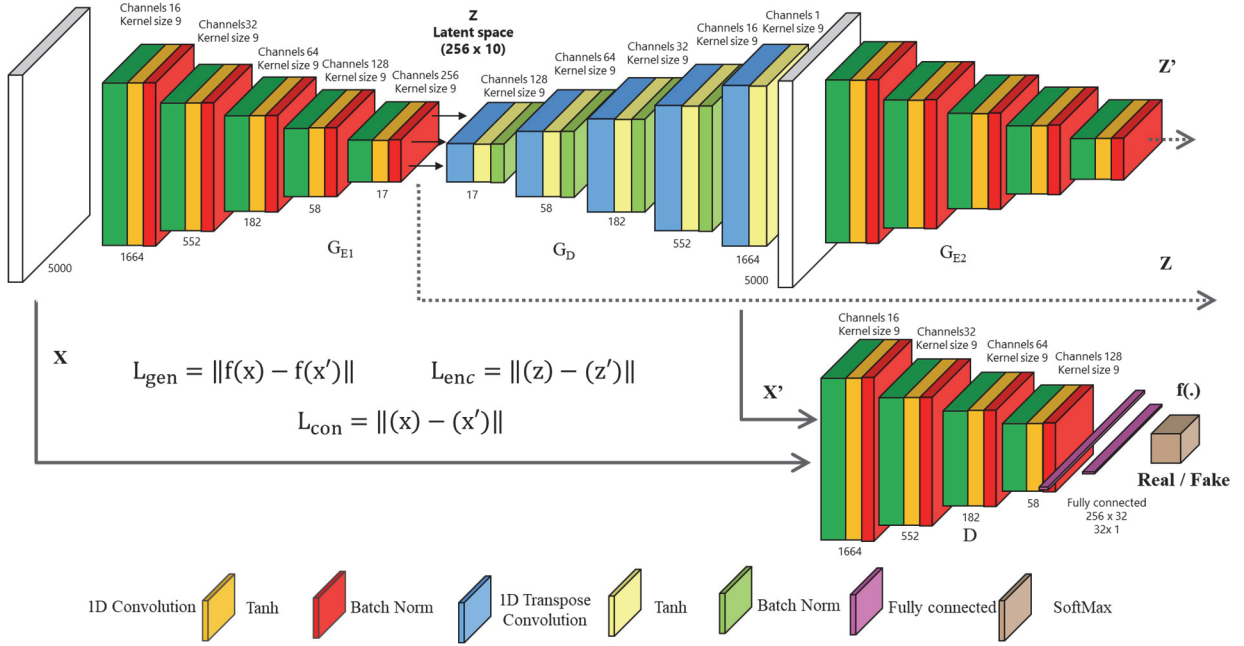 Channels 16
Kernel size 9
Channels32
Kernel size 9
Channels 64
Kernel size 9
Channels 128
Kernel size 9
Channels 256
Kernel size 9
Z
Latent space
(256 x 10)
Channels 128
Kernel size 9
Channels 64
Kernel size 9
Channels 32
Kernel size 9
Channels 16
Kernel size 9
Channels 1
Kernel size 9
Z'
5000
1664
552
182
58
17
G_E1
17
58
182
552
1664
5000
G_D
G_E2
Z
X
L_gen = ‖f(x) − f(x′)‖
L_enc = ‖(z) − (z′)‖
L_con = ‖(x) − (x′)‖
X'
Channels 16
Kernel size 9
Channels32
Kernel size 9
Channels 64
Kernel size 9
Channels 128
Kernel size 9
f(.)
Real / Fake
Fully connected
256 x 32
32x 1
1664
552
182
58
D
1D Convolution
Tanh
Batch Norm
1D Transpose
Convolution
Tanh
Batch Norm
Fully connected
SoftMax